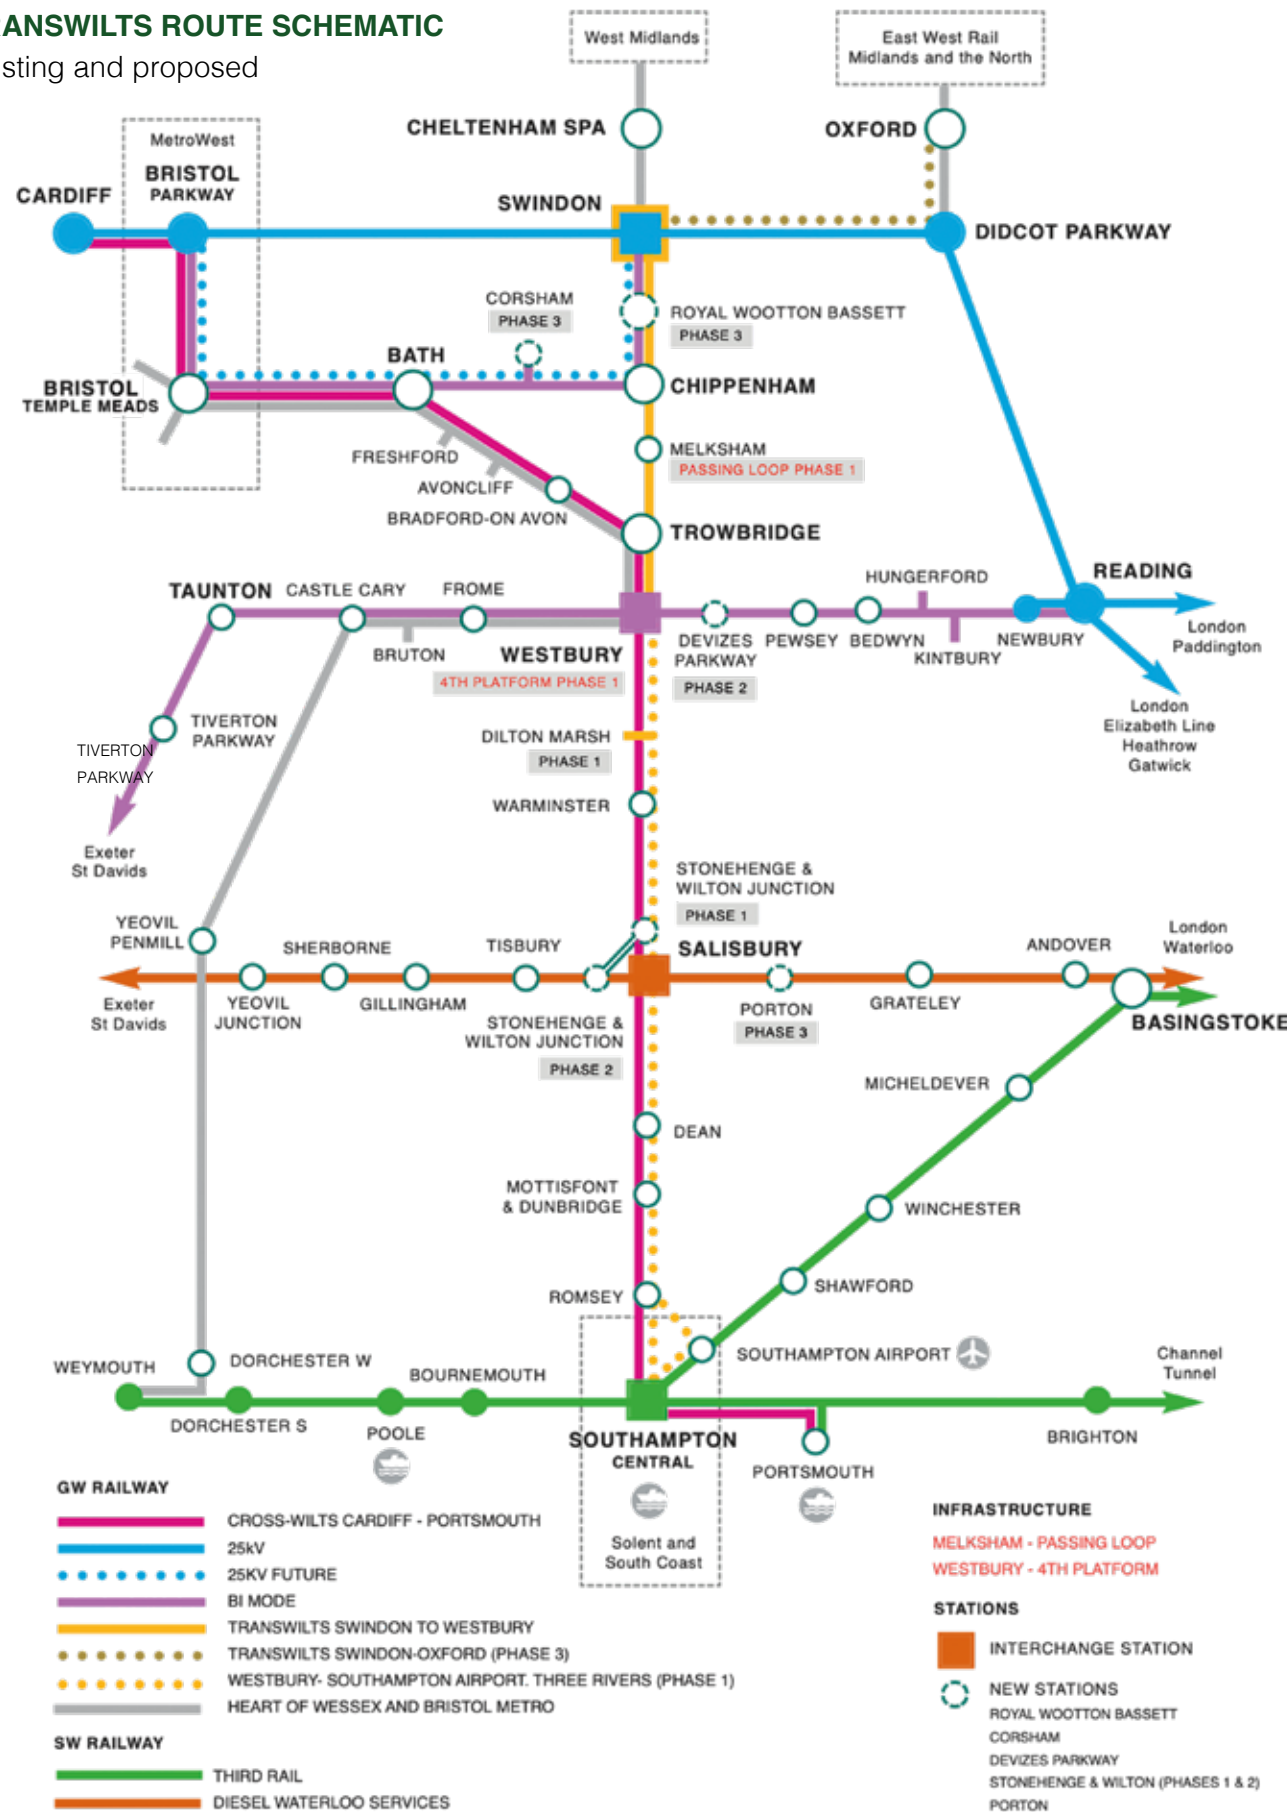 RANSWILTS ROUTE SCHEMATIC
sting and proposed
West Midlands
East West Rail
Midlands and the North
CHELTENHAM SPA
OXFORD
MetroWest
BRISTOL
PARKWAY
CARDIFF
SWINDON
DIDCOT PARKWAY
CORSHAM
PHASE 3
ROYAL WOOTTON BASSETT
PHASE 3
BATH
CHIPPENHAM
BRISTOL
TEMPLE MEADS
MELKSHAM
PASSING LOOP PHASE 1
FRESHFORD
AVONCLIFF
BRADFORD-ON AVON
TROWBRIDGE
TAUNTON
CASTLE CARY
FROME
HUNGERFORD
READING
London
Paddington
BRUTON
WESTBURY
4TH PLATFORM PHASE 1
DEVIZES
PARKWAY
PHASE 2
PEWSEY
BEDWYN
KINTBURY
NEWBURY
London
Elizabeth Line
Heathrow
Gatwick
TIVERTON
PARKWAY
TIVERTON
PARKWAY
DILTON MARSH
PHASE 1
WARMINSTER
Exeter
St Davids
STONEHENGE &
WILTON JUNCTION
PHASE 1
YEOVIL
PENMILL
SHERBORNE
TISBURY
SALISBURY
ANDOVER
London
Waterloo
Exeter
St Davids
YEOVIL
JUNCTION
GILLINGHAM
STONEHENGE &
WILTON JUNCTION
PHASE 2
PORTON
PHASE 3
GRATELEY
BASINGSTOKE
MICHELDEVER
DEAN
MOTTISFONT
& DUNBRIDGE
WINCHESTER
SHAWFORD
ROMSEY
SOUTHAMPTON AIRPORT
Channel
Tunnel
WEYMOUTH
DORCHESTER W
BOURNEMOUTH
DORCHESTER S
POOLE
SOUTHAMPTON
CENTRAL
PORTSMOUTH
BRIGHTON
Solent and
South Coast
GW RAILWAY
CROSS-WILTS CARDIFF - PORTSMOUTH
25kV
25KV FUTURE
BI MODE
TRANSWILTS SWINDON TO WESTBURY
TRANSWILTS SWINDON-OXFORD (PHASE 3)
WESTBURY- SOUTHAMPTON AIRPORT. THREE RIVERS (PHASE 1)
HEART OF WESSEX AND BRISTOL METRO
SW RAILWAY
THIRD RAIL
DIESEL WATERLOO SERVICES
INFRASTRUCTURE
MELKSHAM - PASSING LOOP
WESTBURY - 4TH PLATFORM
STATIONS
INTERCHANGE STATION
NEW STATIONS
ROYAL WOOTTON BASSETT
CORSHAM
DEVIZES PARKWAY
STONEHENGE & WILTON (PHASES 1 & 2)
PORTON